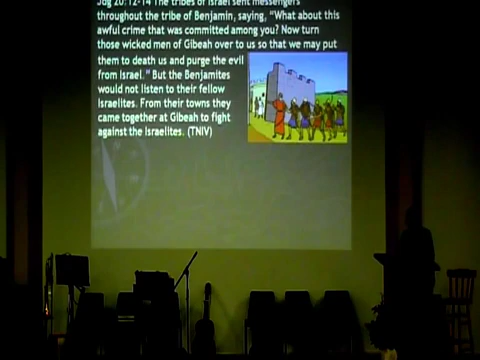 Jdg 20:12-14 The tribes of Israel sent messengers
throughout the tribe of Benjamin, saying, "What about this
awful crime that was committed among you? Now turn
those wicked men of Gibeah over to us so that we may put
them to death us and purge the evil
from Israel." But the Benjamites
would not listen to their fellow
Israelites. From their towns they
came together at Gibeah to fight
against the Israelites. (TNIV)